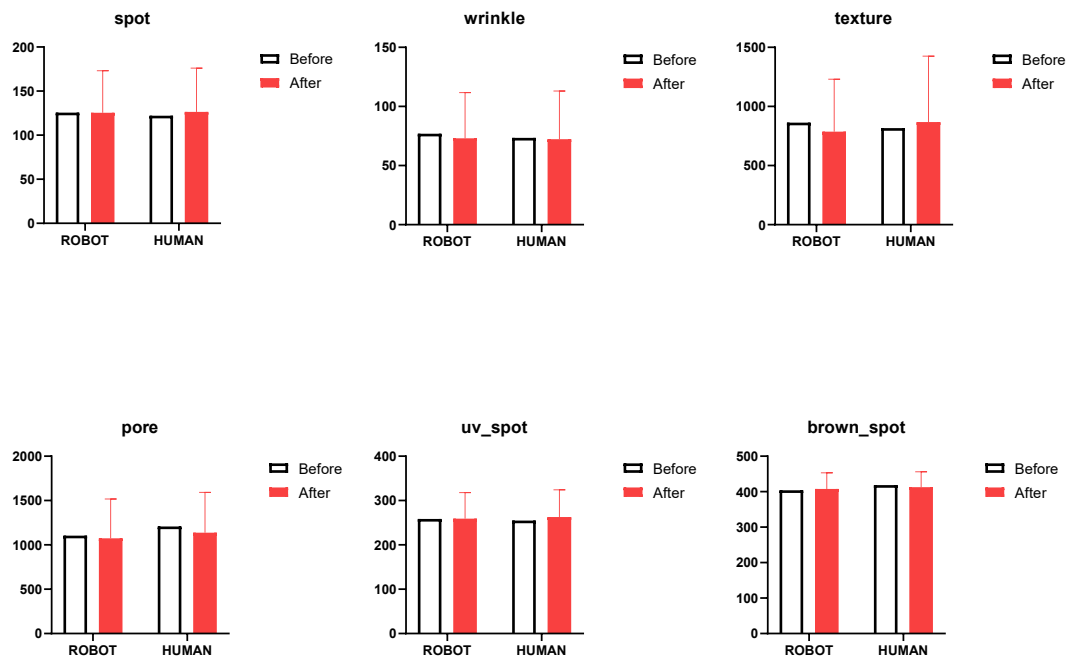 spot
200
150
100
50
0
ROBOT HUMAN
Before
After
wrinkle
150
100
50
0
ROBOT HUMAN
Before
After
texture
1500
1000
500
0
ROBOT HUMAN
Before
After
pore
2000
1500
1000
500
0
ROBOT HUMAN
Before
After
uv_spot
400
300
200
100
0
ROBOT HUMAN
Before
After
brown_spot
500
400
300
200
100
0
ROBOT HUMAN
Before
After